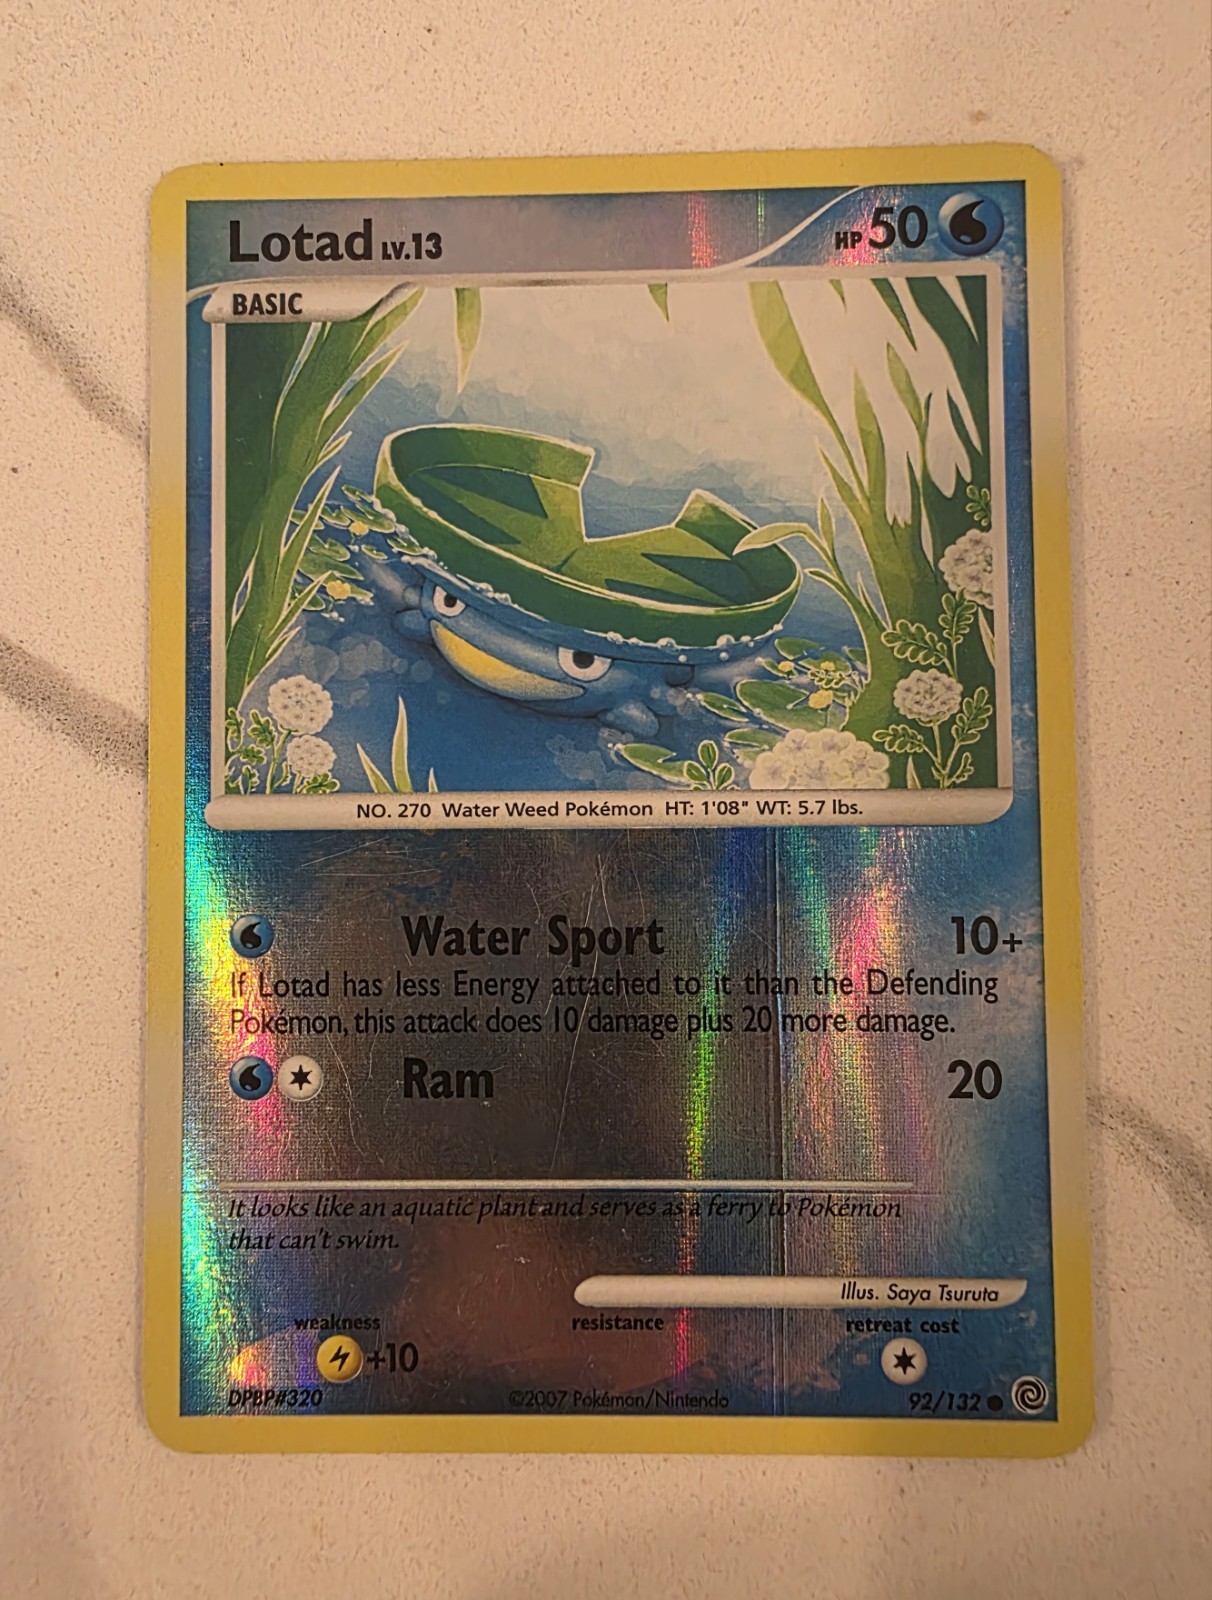 Lotad LV.13
HP 50
BASIC
NO. 270 Water Weed Pokémon HT: 1'08" WT: 5.7 lbs.
Water Sport 10+
If Lotad has less Energy attached to it than the Defending
Pokémon, this attack does 10 damage plus 20 more damage.
Ram 20
It looks like an aquatic plant and serves as a ferry to Pokémon
that can't swim.
Illus. Saya Tsuruta
weakness resistance retreat cost
+10
DPBP#320 ©2007 Pokémon/Nintendo 92/132